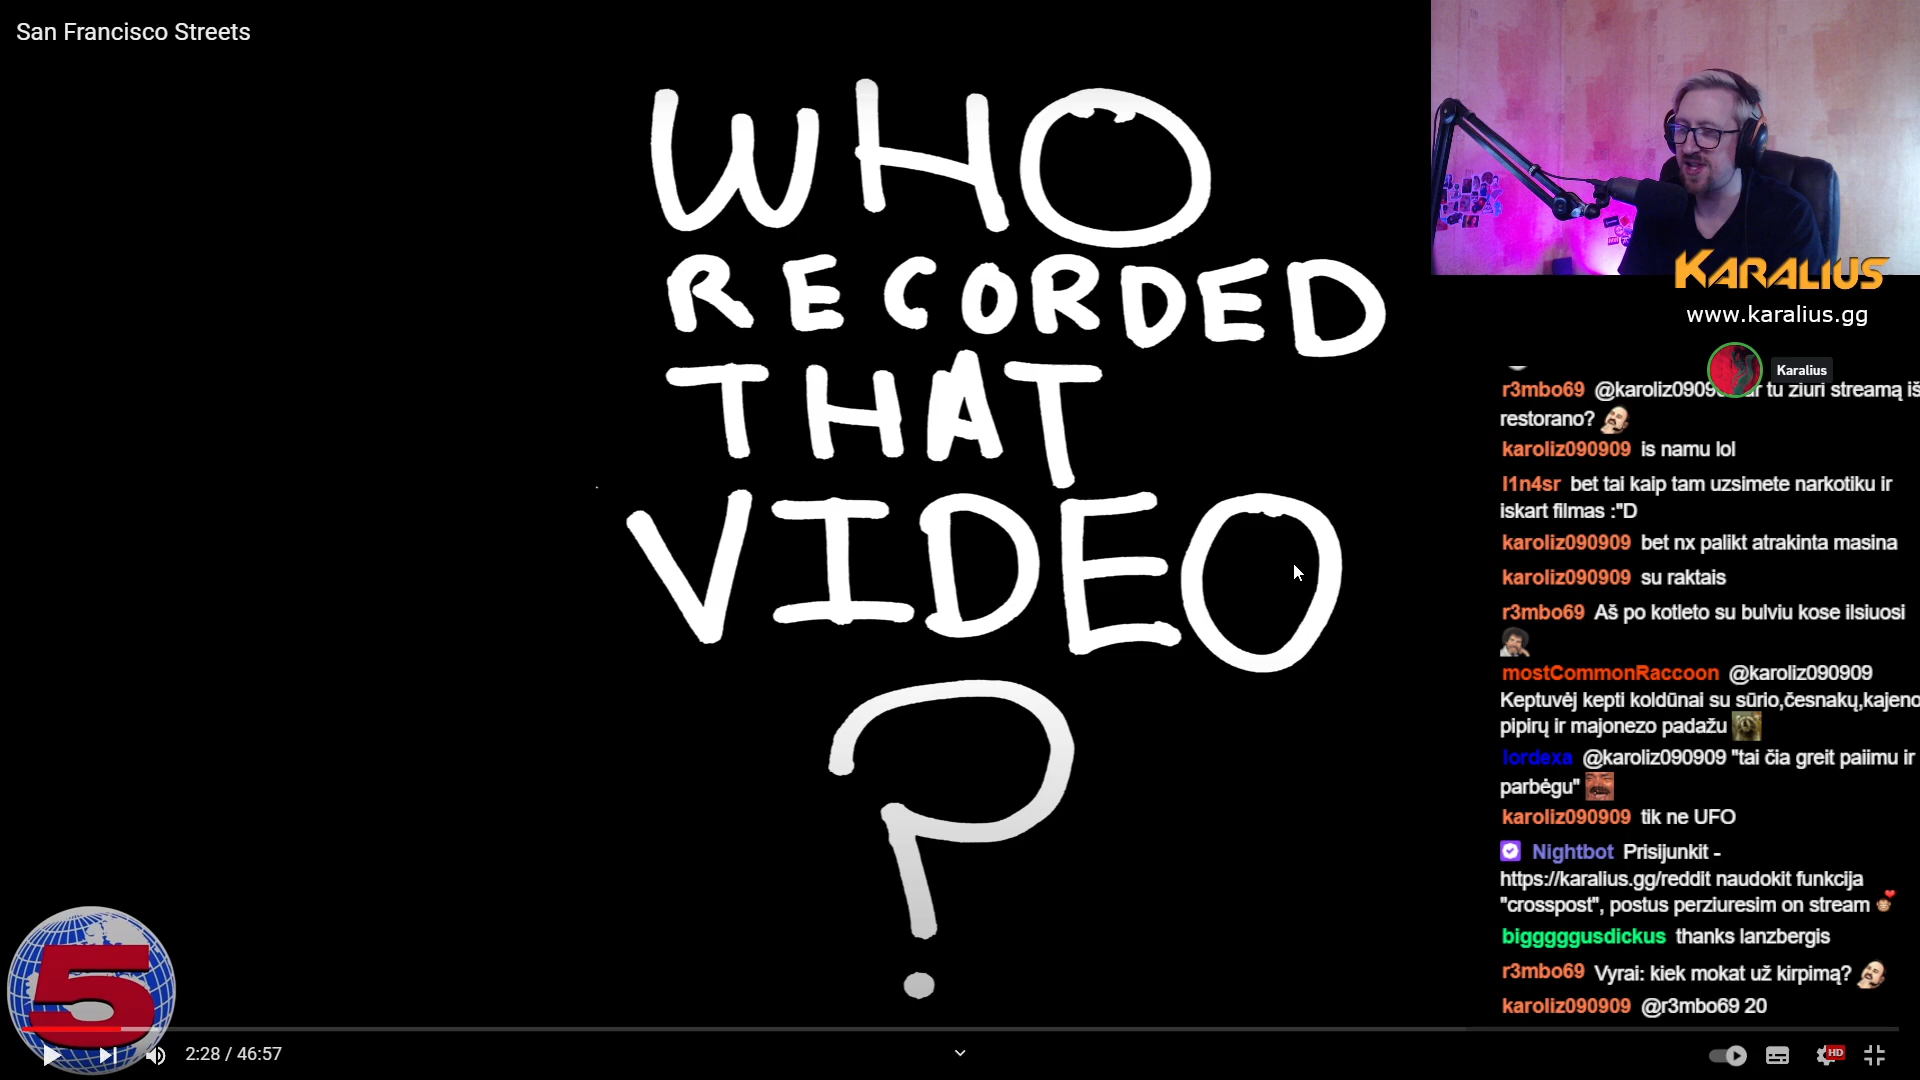 San Francisco Streets
WHO
RECORDED
THAT
VIDEO
?
KARALIUS
www.karalius.gg
Karalius
r3mbo69 @karoliz0909 tu ziuri streamą iš
restorano?
karoliz090909 is namu lol
l1n4sr bet tai kaip tam uzsimete narkotiku ir
iskart filmas :"D
karoliz090909 bet nx palikt atrakinta masina
karoliz090909 su raktais
r3mbo69 Aš po kotleto su bulviu kose ilsiuosi
mostCommonRaccoon @karoliz090909
Keptuvėj kepti koldūnai su sūrio,česnakų,kajeno
pipirų ir majonezo padažu
lordexa @karoliz090909 "tai čia greit paiimu ir
parbėgu"
karoliz090909 tik ne UFO
Nightbot Prisijunkit -
https://karalius.gg/reddit naudokit funkcija
"crosspost", postus perziuresim on stream
bigggggusdickus thanks lanzbergis
r3mbo69 Vyrai: kiek mokat už kirpimą?
karoliz090909 @r3mbo69 20
5
2:28 / 46:57
HD